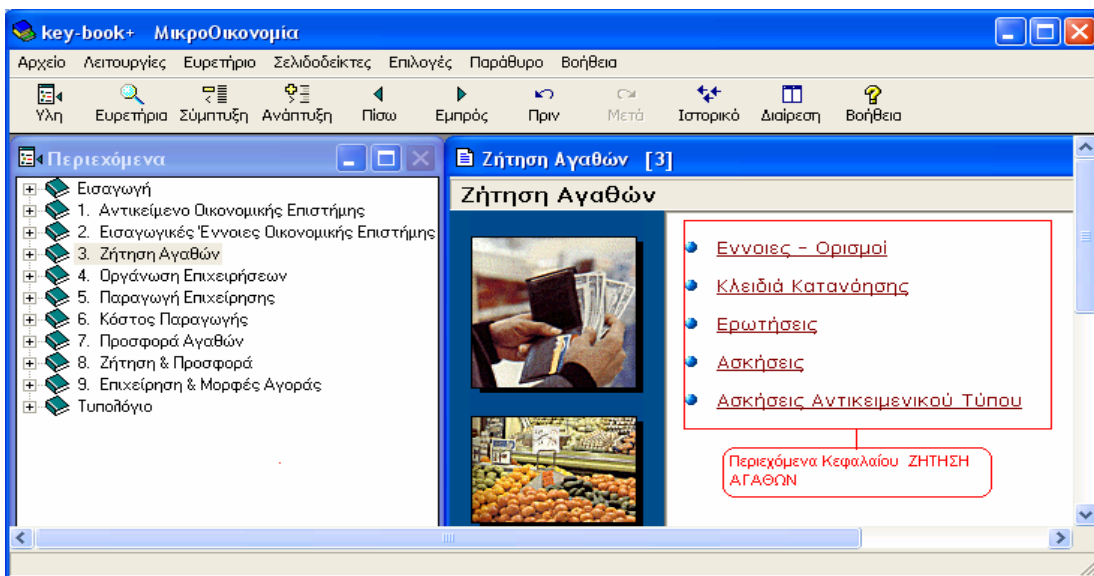 key-book+ ΜικροΟικονομία
Αρχείο Λειτουργίες Ευρετήριο Σελιδοδείκτες Επιλογές Παράθυρο Βοήθεια
Υλη Ευρετήρια Σύμπτυξη Ανάπτυξη Πίσω Εμπρός Πριν Μετά Ιστορικό Διαίρεση Βοήθεια
Περιεχόμενα
Εισαγωγή
1. Αντικείμενο Οικονομικής Επιστήμης
2. Εισαγωγικές Έννοιες Οικονομικής Επιστήμης
3. Ζήτηση Αγαθών
4. Οργάνωση Επιχειρήσεων
5. Παραγωγή Επιχείρησης
6. Κόστος Παραγωγής
7. Προσφορά Αγαθών
8. Ζήτηση & Προσφορά
9. Επιχείρηση & Μορφές Αγοράς
Τυπολόγιο
Ζήτηση Αγαθών [3]
Ζήτηση Αγαθών
Εννοιες - Ορισμοί
Κλειδιά Κατανόησης
Ερωτήσεις
Ασκήσεις
Ασκήσεις Αντικειμενικού Τύπου
Περιεχόμενα Κεφαλαίου ΖΗΤΗΣΗ
ΑΓΑΘΩΝ